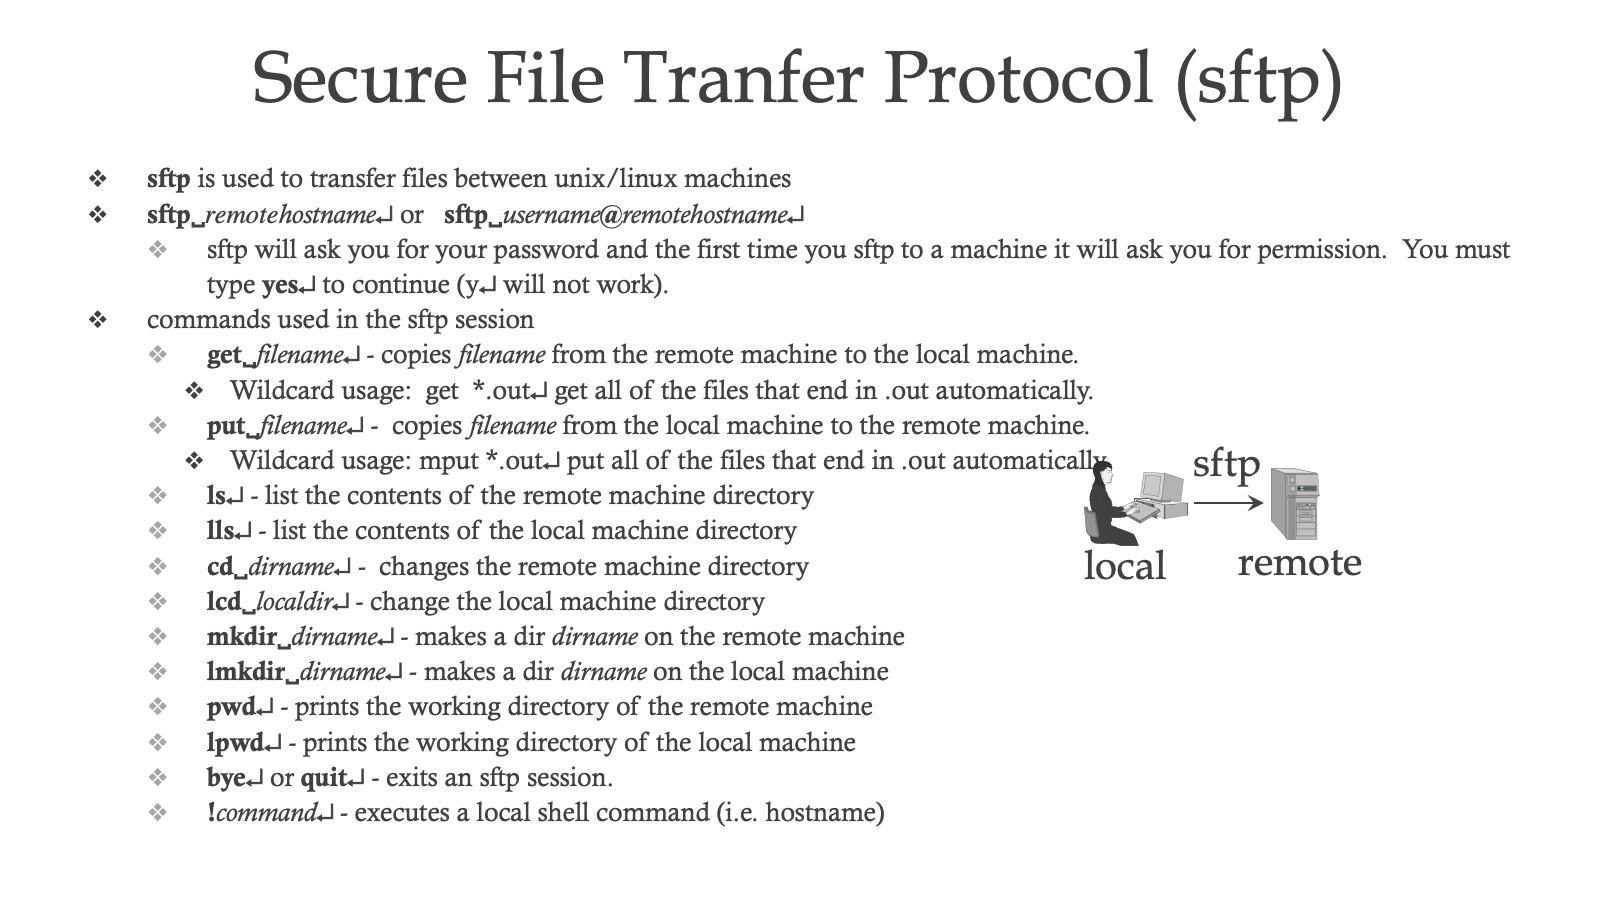 Secure File Tranfer Protocol (sftp)
❖ sftp is used to transfer files between unix/linux machines
❖ sftp␣remotehostname↵ or sftp␣username@remotehostname↵
❖ sftp will ask you for your password and the first time you sftp to a machine it will ask you for permission. You must
type yes↵ to continue (y↵ will not work).
❖ commands used in the sftp session
❖ get␣filename↵ - copies filename from the remote machine to the local machine.
❖ Wildcard usage: get *.out↵ get all of the files that end in .out automatically.
❖ put␣filename↵ - copies filename from the local machine to the remote machine.
❖ Wildcard usage: mput *.out↵ put all of the files that end in .out automatically.
❖ ls↵ - list the contents of the remote machine directory
❖ lls↵ - list the contents of the local machine directory
❖ cd␣dirname↵ - changes the remote machine directory
❖ lcd␣localdir↵ - change the local machine directory
❖ mkdir␣dirname↵ - makes a dir dirname on the remote machine
❖ lmkdir␣dirname↵ - makes a dir dirname on the local machine
❖ pwd↵ - prints the working directory of the remote machine
❖ lpwd↵ - prints the working directory of the local machine
❖ bye↵ or quit↵ - exits an sftp session.
❖ !command↵ - executes a local shell command (i.e. hostname)
sftp
local
remote